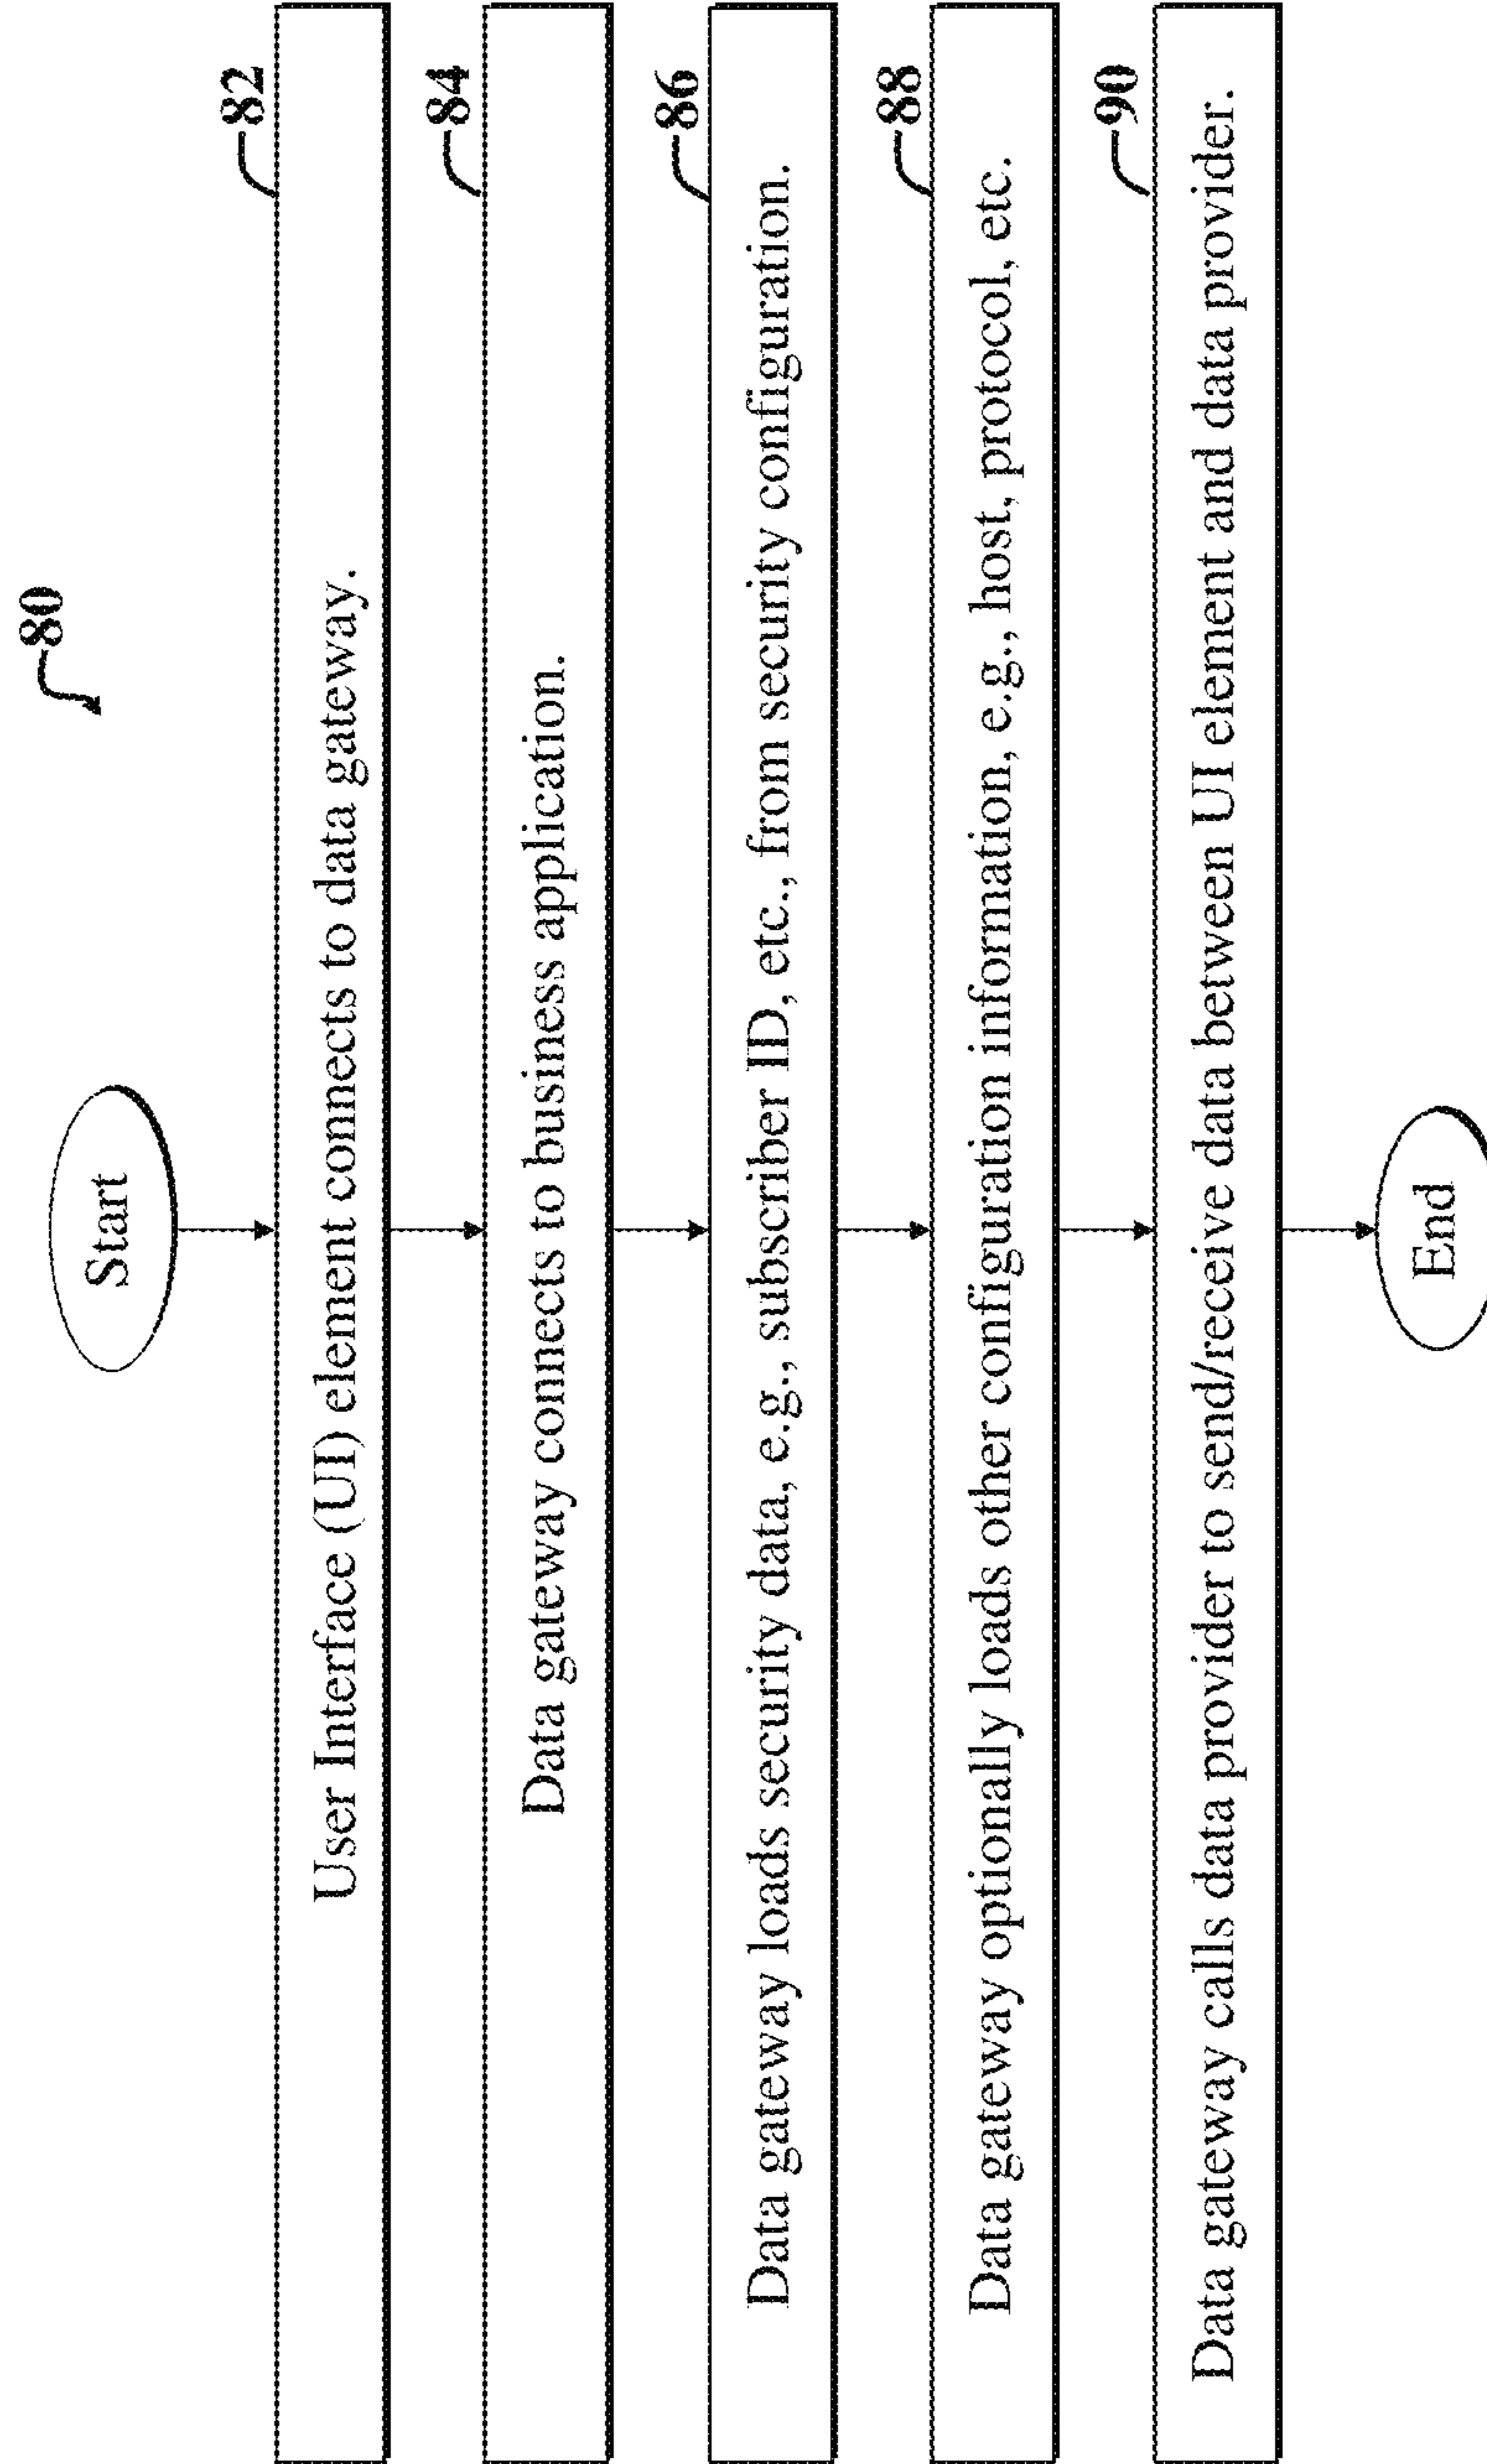 80
Start
82
User Interface (UI) element connects to data gateway.
84
Data gateway connects to business application.
86
Data gateway loads security data, e.g., subscriber ID, etc., from security configuration.
88
Data gateway optionally loads other configuration information, e.g., host, protocol, etc.
90
Data gateway calls data provider to send/receive data between UI element and data provider.
End